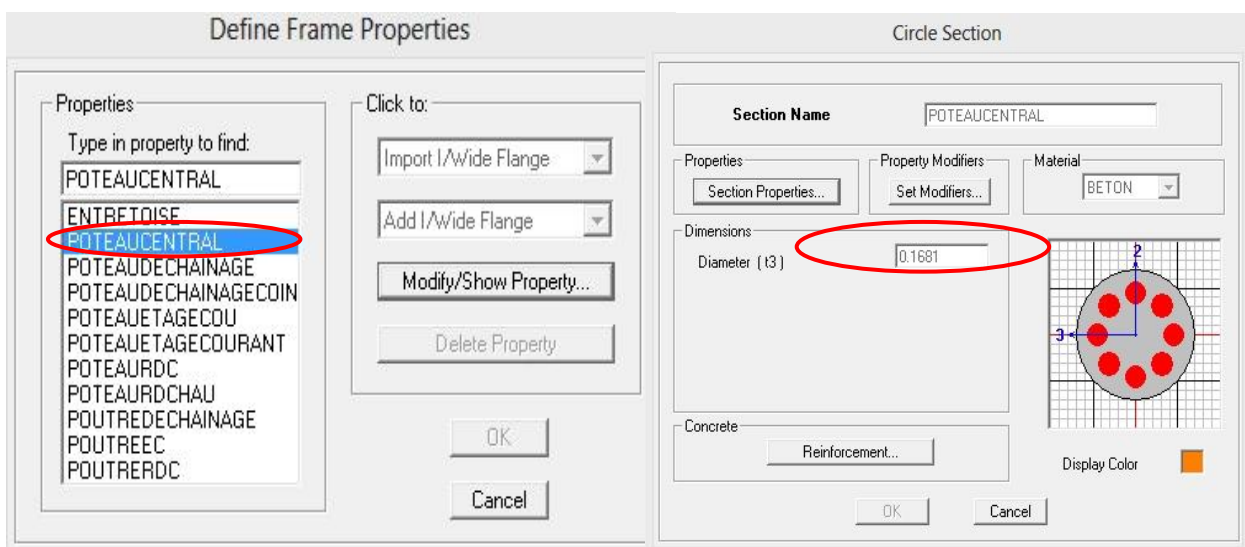 Define Frame Properties
Properties
Type in property to find:
POTEAUCENTRAL
ENTRETOISE
POTEAUCENTRAL
POTEAUDECHAINAGE
POTEAUDECHAINAGECOIN
POTEAUETAGECOU
POTEAUETAGECOURANT
POTEAURDC
POTEAURDCHAU
POUTREDECHAINAGE
POUTREEC
POUTRERDC
Click to:
Import I/Wide Flange
Add I/Wide Flange
Modify/Show Property...
Delete Property
OK
Cancel
Circle Section
Section Name POTEAUCENTRAL
Properties
Section Properties...
Property Modifiers
Set Modifiers...
Material
BETON
Dimensions
Diameter ( t3 ) 0.1681
2
3
Concrete
Reinforcement...
Display Color
OK
Cancel